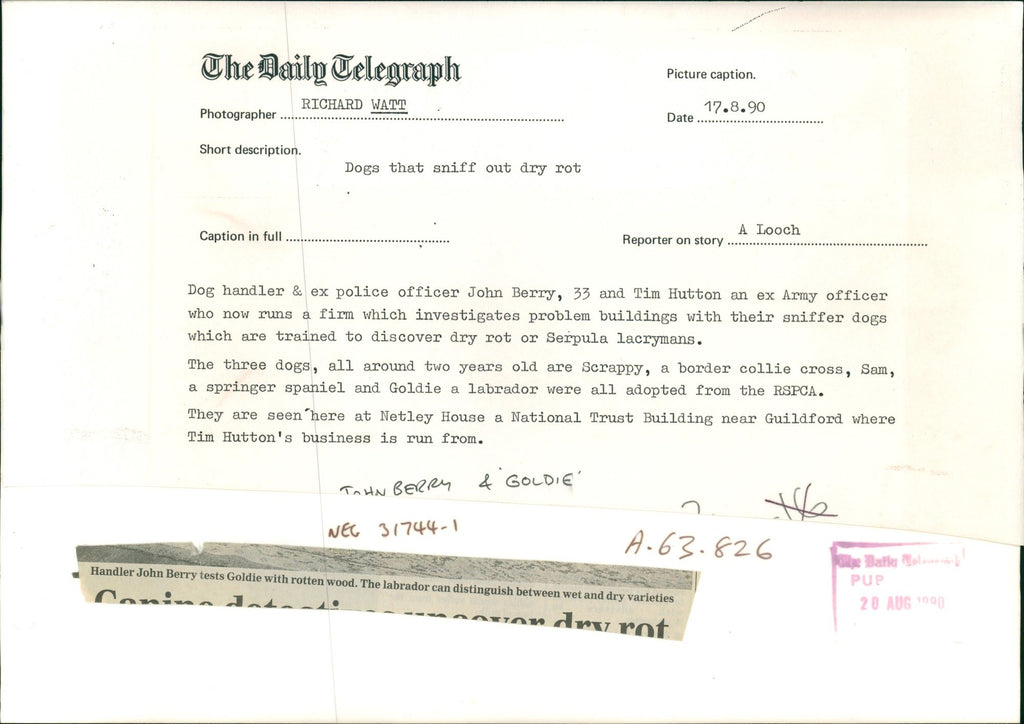 The Daily Telegraph
Picture caption.
Photographer RICHARD WATT
Date 17.8.90
Short description.
Dogs that sniff out dry rot
Caption in full
Reporter on story A Looch
Dog handler & ex police officer John Berry, 33 and Tim Hutton an ex Army officer
who now runs a firm which investigates problem buildings with their sniffer dogs
which are trained to discover dry rot or Serpula lacrymans.
The three dogs, all around two years old are Scrappy, a border collie cross, Sam,
a springer spaniel and Goldie a labrador were all adopted from the RSPCA.
They are seen here at Netley House a National Trust Building near Guildford where
Tim Hutton's business is run from.
JOHN BERRY & 'GOLDIE'
NEG 31744-1
A.63.826
Handler John Berry tests Goldie with rotten wood. The labrador can distinguish between wet and dry varieties
Canine uncover dry rot
The Daily Telegraph
PUP
20 AUG 1990